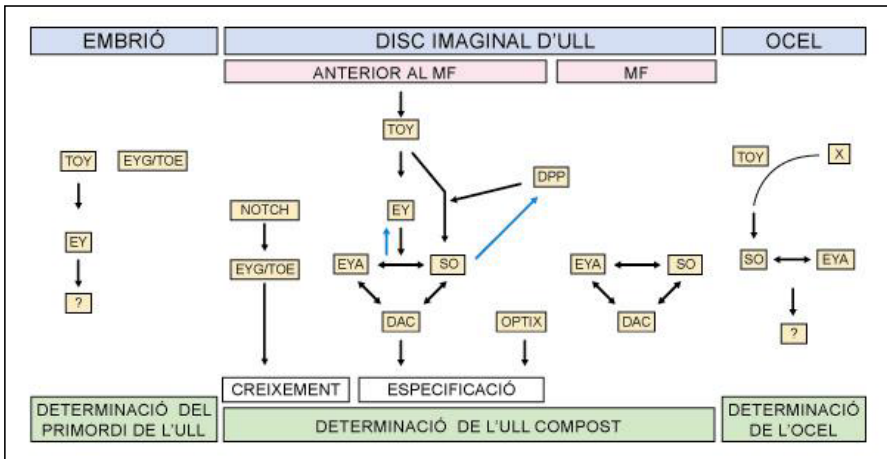 EMBRIÓ
DISC IMAGINAL D'ULL
OCEL
ANTERIOR AL MF
MF
TOY
TOY
EYG/TOE
TOY
X
DPP
NOTCH
EY
EY
EYG/TOE
EYA
SO
EYA
SO
SO
EYA
?
DAC
OPTIX
DAC
?
CREIXEMENT
ESPECIFICACIÓ
DETERMINACIÓ DEL
PRIMORDI DE L'ULL
DETERMINACIÓ DE L'ULL COMPOST
DETERMINACIÓ
DE L'OCEL